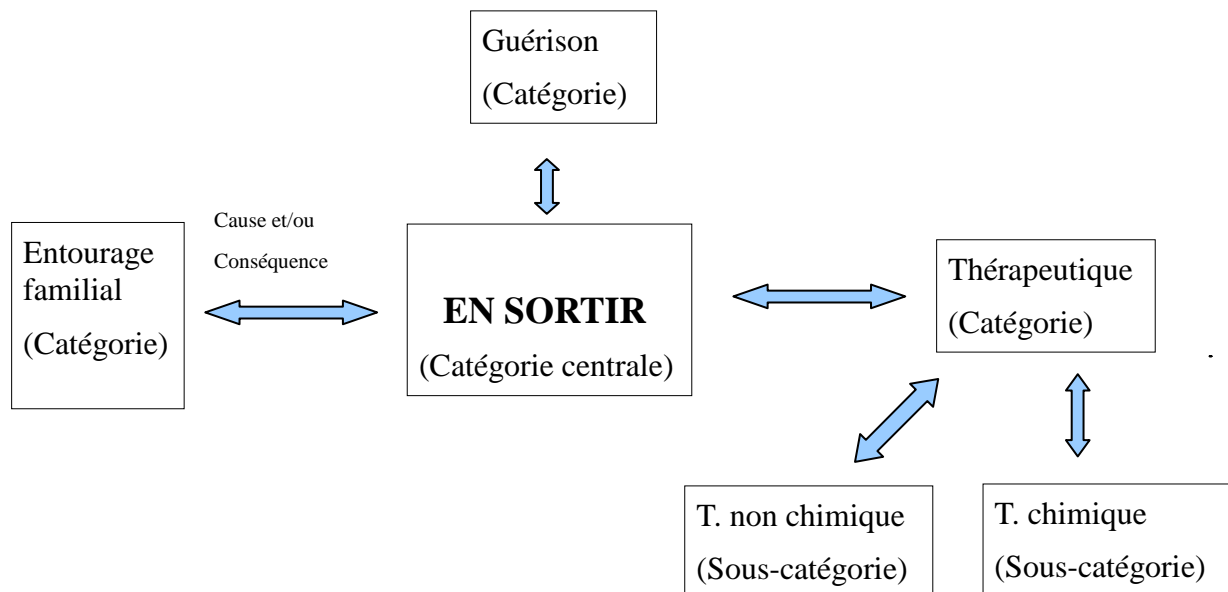 Guérison
(Catégorie)
Entourage
familial
(Catégorie)
Cause et/ou
Conséquence
EN SORTIR
(Catégorie centrale)
Thérapeutique
(Catégorie)
.
T. non chimique
(Sous-catégorie)
T. chimique
(Sous-catégorie)